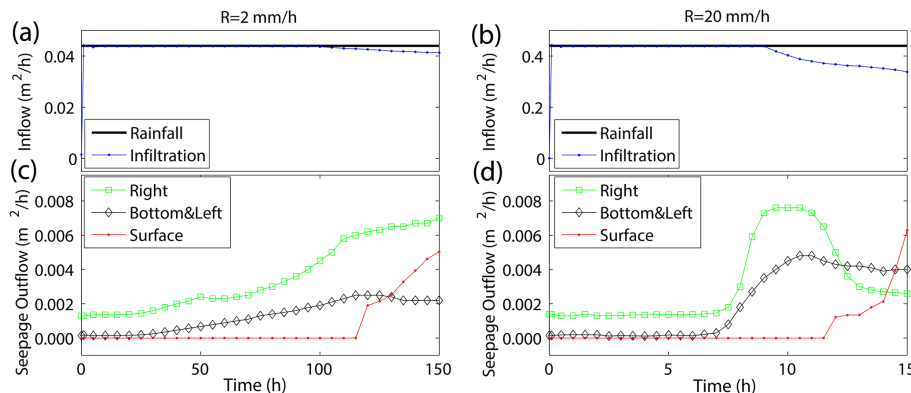 R=2 mm/h
R=20 mm/h
(a)
Inflow (m²/h)
0.04
0.02
0
Rainfall
Infiltration
(b)
Inflow (m²/h)
0.4
0.2
0
Rainfall
Infiltration
(c)
Seepage Outflow (m²/h)
0.008
0.006
0.004
0.002
0.000
Right
Bottom&Left
Surface
0
50
100
150
Time (h)
(d)
Seepage Outflow (m²/h)
0.008
0.006
0.004
0.002
0.000
Right
Bottom&Left
Surface
0
5
10
15
Time (h)